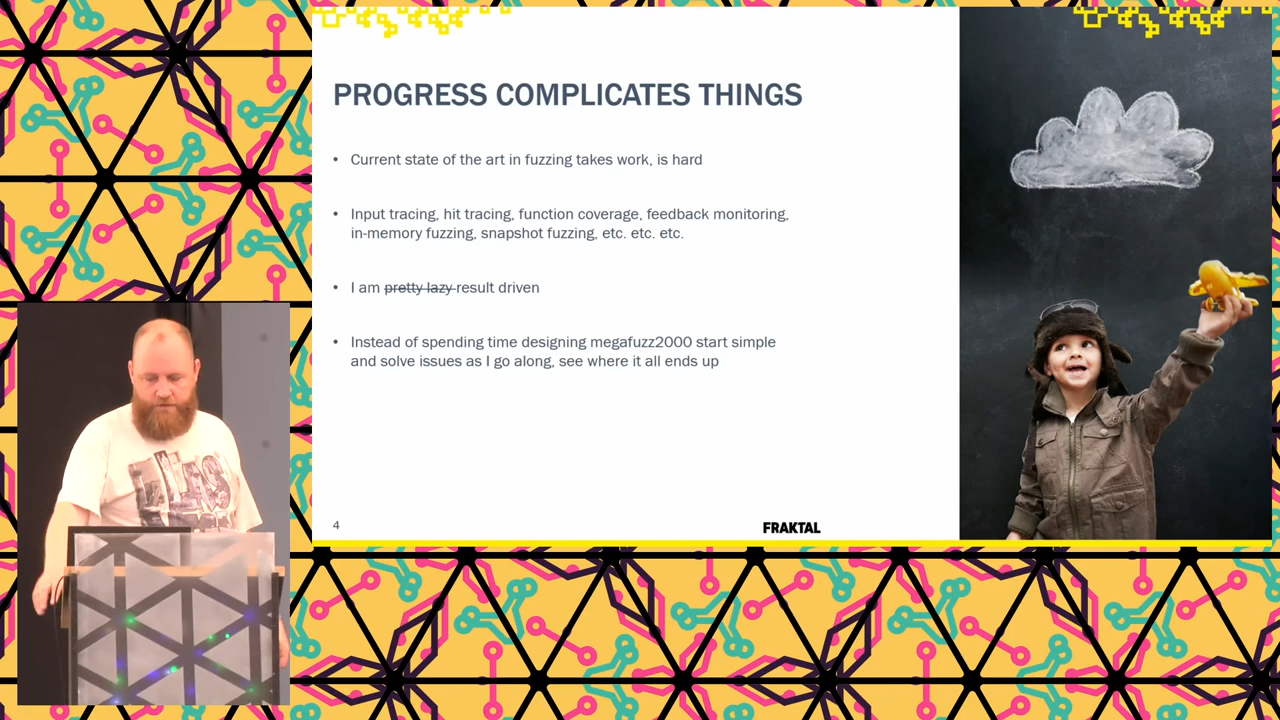 PROGRESS COMPLICATES THINGS
• Current state of the art in fuzzing takes work, is hard
• Input tracing, hit tracing, function coverage, feedback monitoring,
in-memory fuzzing, snapshot fuzzing, etc. etc. etc.
• I am pretty lazy result driven
• Instead of spending time designing megafuzz2000 start simple
and solve issues as I go along, see where it all ends up
4
FRAKTAL